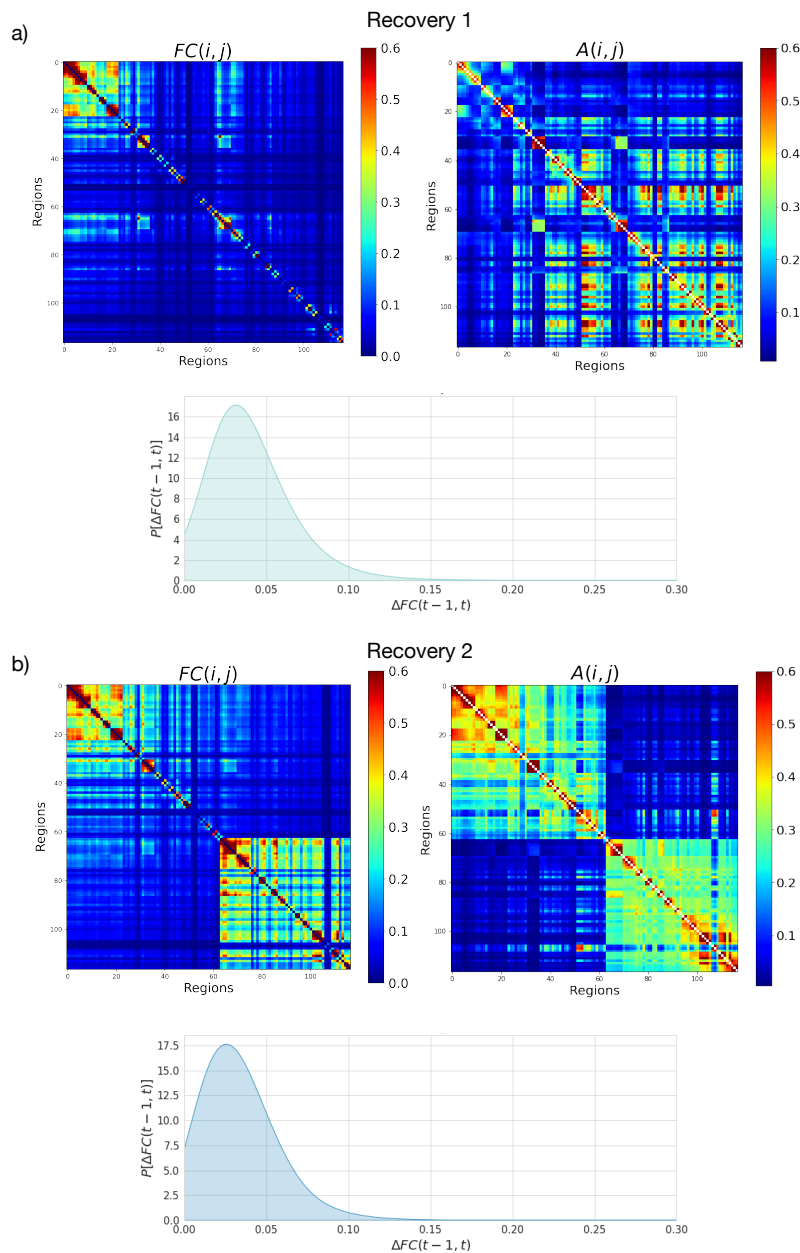 Recovery 1
a)
FC(i, j)
A(i, j)
0
20
40
60
80
100
Regions
0 20 40 60 80 100
Regions
0.6
0.5
0.4
0.3
0.2
0.1
0.0
0
20
40
60
80
100
Regions
0 20 40 60 80 100
Regions
0.6
0.5
0.4
0.3
0.2
0.1
16
14
12
10
8
6
4
2
0
P[ΔFC(t − 1, t)]
0.00 0.05 0.10 0.15 0.20 0.25 0.30
ΔFC(t − 1, t)
Recovery 2
b)
FC(i, j)
A(i, j)
0
20
40
60
80
100
Regions
0 20 40 60 80 100
Regions
0.6
0.5
0.4
0.3
0.2
0.1
0.0
0
20
40
60
80
100
Regions
0 20 40 60 80 100
Regions
0.6
0.5
0.4
0.3
0.2
0.1
17.5
15.0
12.5
10.0
7.5
5.0
2.5
0.0
P[ΔFC(t − 1, t)]
0.00 0.05 0.10 0.15 0.20 0.25 0.30
ΔFC(t − 1, t)